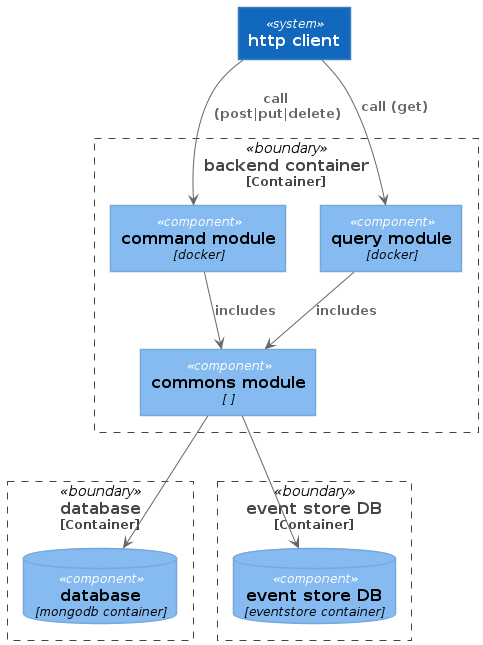 «system»
http client
call
(post|put|delete)
call (get)
«boundary»
backend container
[Container]
«component»
command module
[docker]
«component»
query module
[docker]
includes
includes
«component»
commons module
[ ]
«boundary»
database
[Container]
«boundary»
event store DB
[Container]
«component»
database
[mongodb container]
«component»
event store DB
[eventstore container]